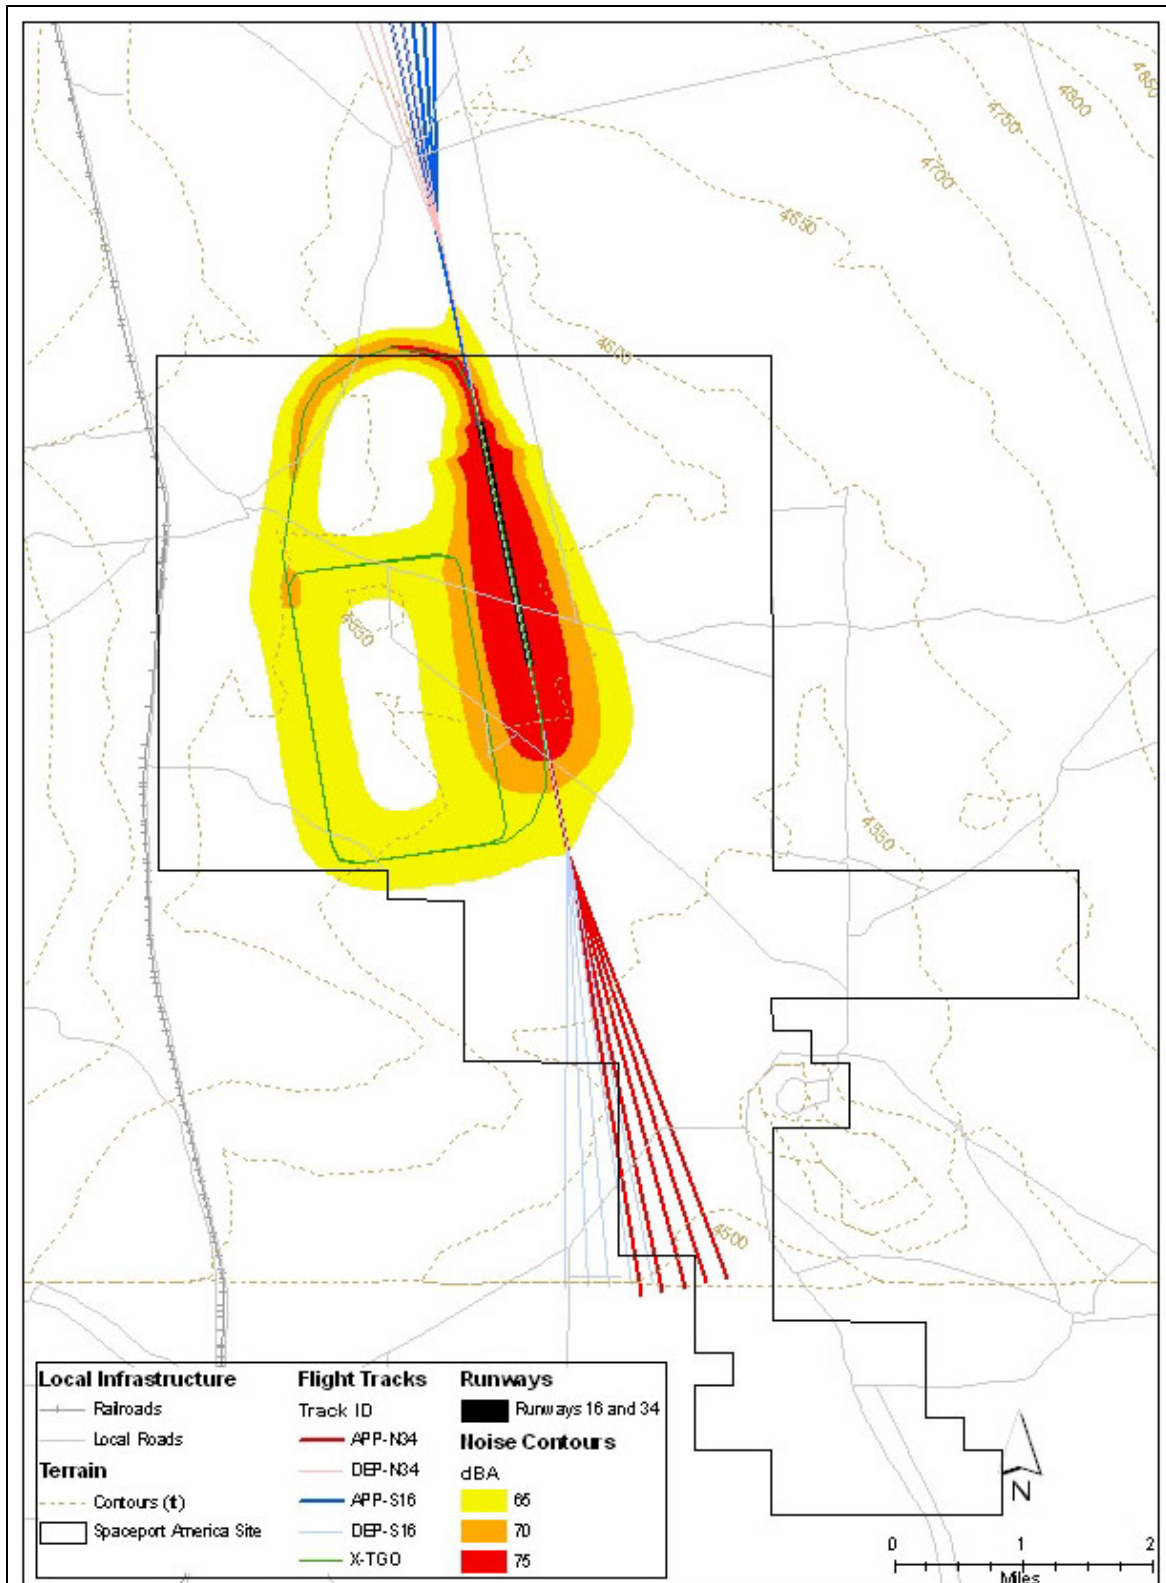 4850
4800
4750
4700
4650
4600
4550
4550
4500
Local Infrastructure
Railroads
Local Roads
Terrain
Contours (ft)
Spaceport America Site
Flight Tracks
Track ID
APP-N34
DEP-N34
APP-S16
DEP-S16
X-TGO
Runways
Runways 16 and 34
Noise Contours
dBA
65
70
75
N
0 1 2
Miles